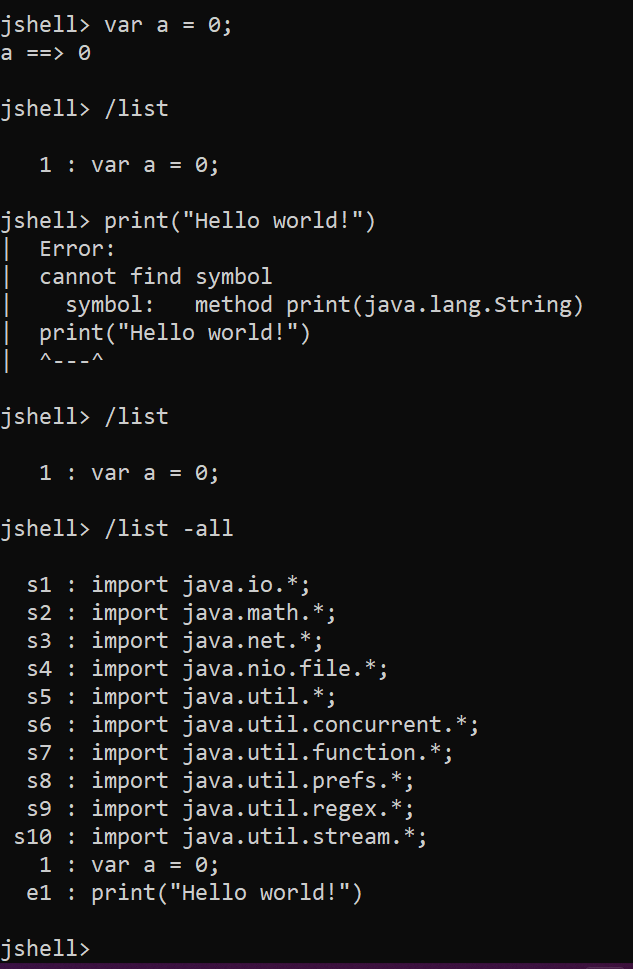 jshell> var a = 0;
a ==> 0
jshell> /list
   1 : var a = 0;
jshell> print("Hello world!")
|  Error:
|  cannot find symbol
|    symbol:   method print(java.lang.String)
|  print("Hello world!")
|  ^---^
jshell> /list
   1 : var a = 0;
jshell> /list -all
  s1 : import java.io.*;
  s2 : import java.math.*;
  s3 : import java.net.*;
  s4 : import java.nio.file.*;
  s5 : import java.util.*;
  s6 : import java.util.concurrent.*;
  s7 : import java.util.function.*;
  s8 : import java.util.prefs.*;
  s9 : import java.util.regex.*;
 s10 : import java.util.stream.*;
   1 : var a = 0;
  e1 : print("Hello world!")
jshell>